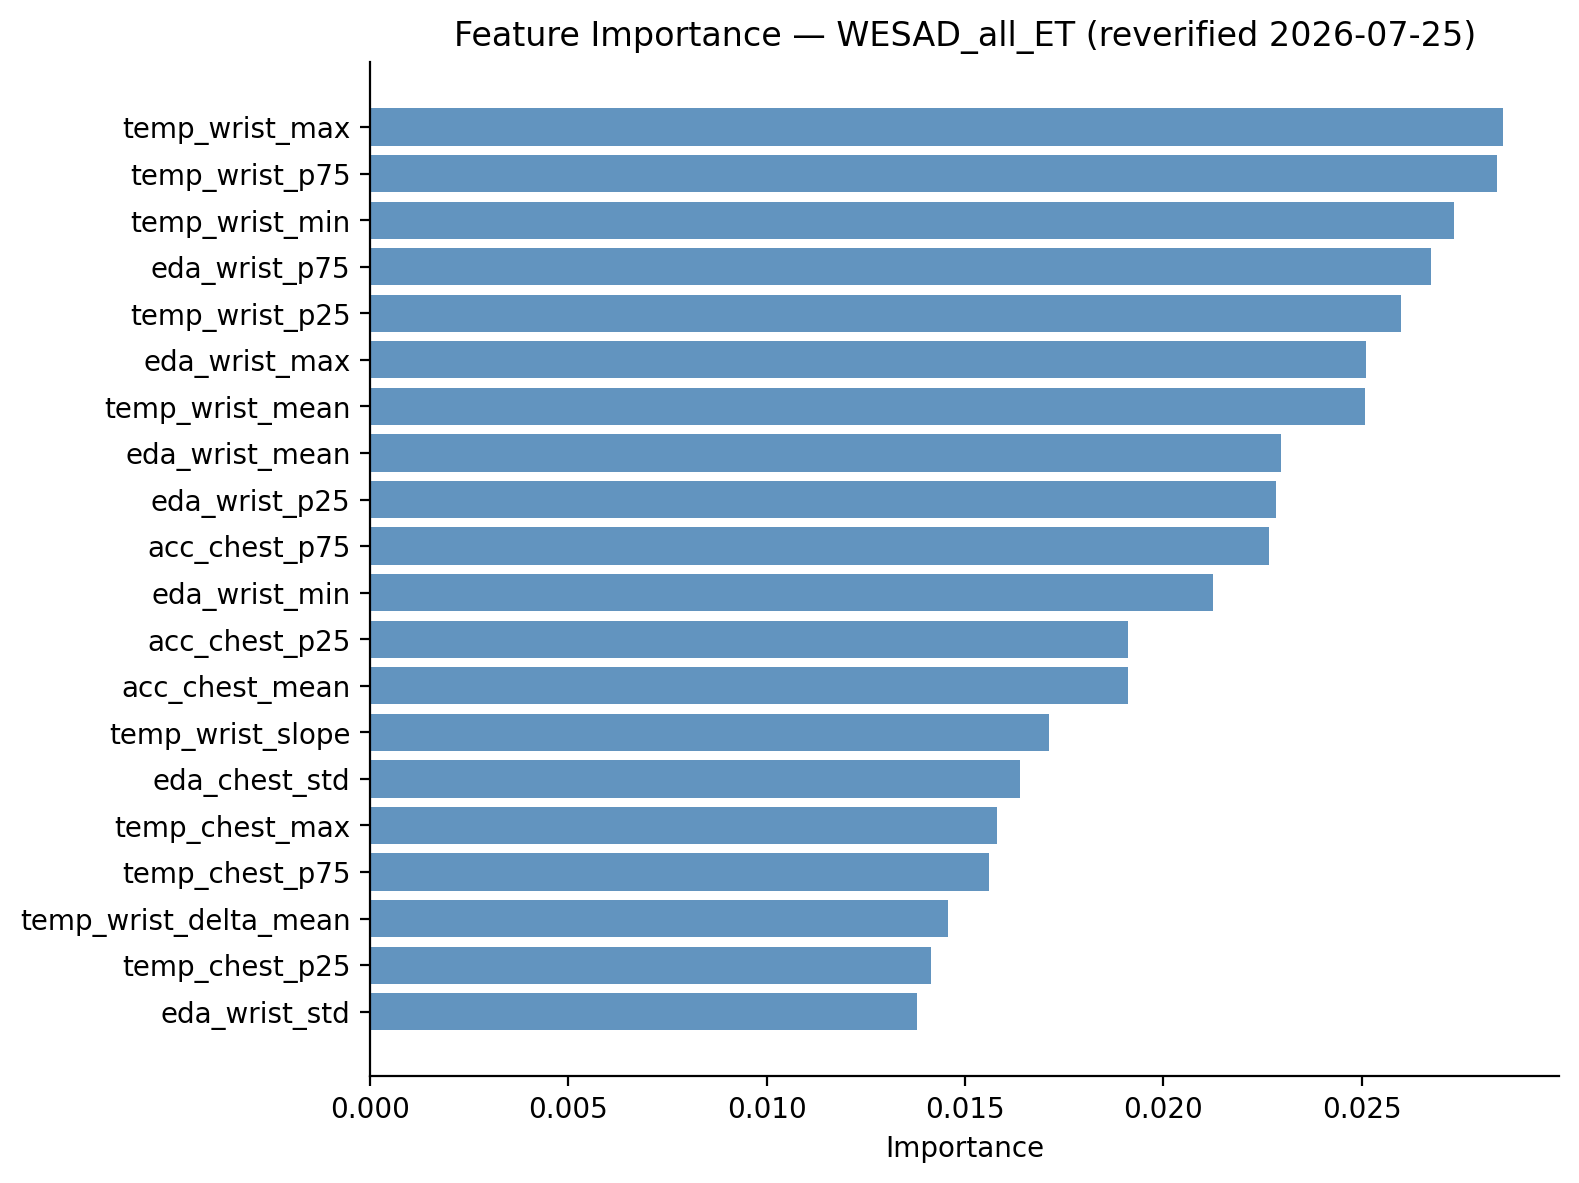 Feature Importance — WESAD_all_ET (reverified 2026-07-25)
temp_wrist_max
temp_wrist_p75
temp_wrist_min
eda_wrist_p75
temp_wrist_p25
eda_wrist_max
temp_wrist_mean
eda_wrist_mean
eda_wrist_p25
acc_chest_p75
eda_wrist_min
acc_chest_p25
acc_chest_mean
temp_wrist_slope
eda_chest_std
temp_chest_max
temp_chest_p75
temp_wrist_delta_mean
temp_chest_p25
eda_wrist_std
0.000 0.005 0.010 0.015 0.020 0.025
Importance